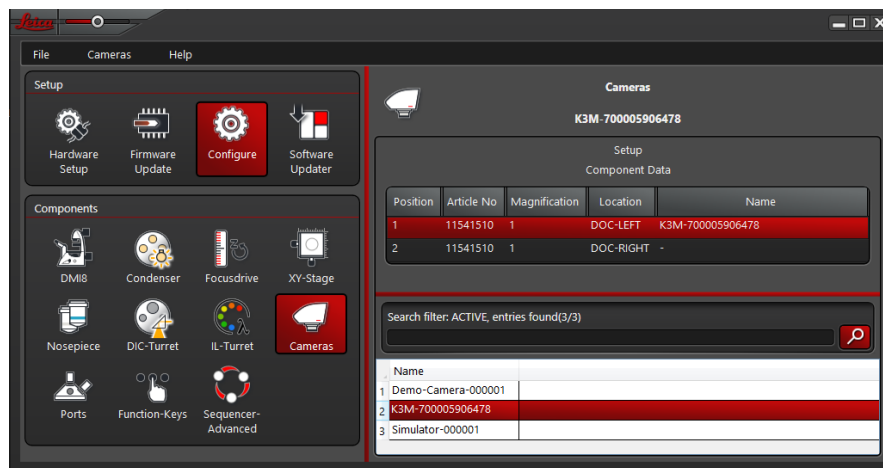 Leica
File Cameras Help
Setup
Hardware Setup
Firmware Update
Configure
Software Updater
Components
DMI8
Condenser
Focusdrive
XY-Stage
Nosepiece
DIC-Turret
IL-Turret
Cameras
Ports
Function-Keys
Sequencer-Advanced
Cameras
K3M-700005906478
Setup
Component Data
Position Article No Magnification Location Name
1 11541510 1 DOC-LEFT K3M-700005906478
2 11541510 1 DOC-RIGHT -
Search filter: ACTIVE, entries found(3/3)
Name
1 Demo-Camera-000001
2 K3M-700005906478
3 Simulator-000001